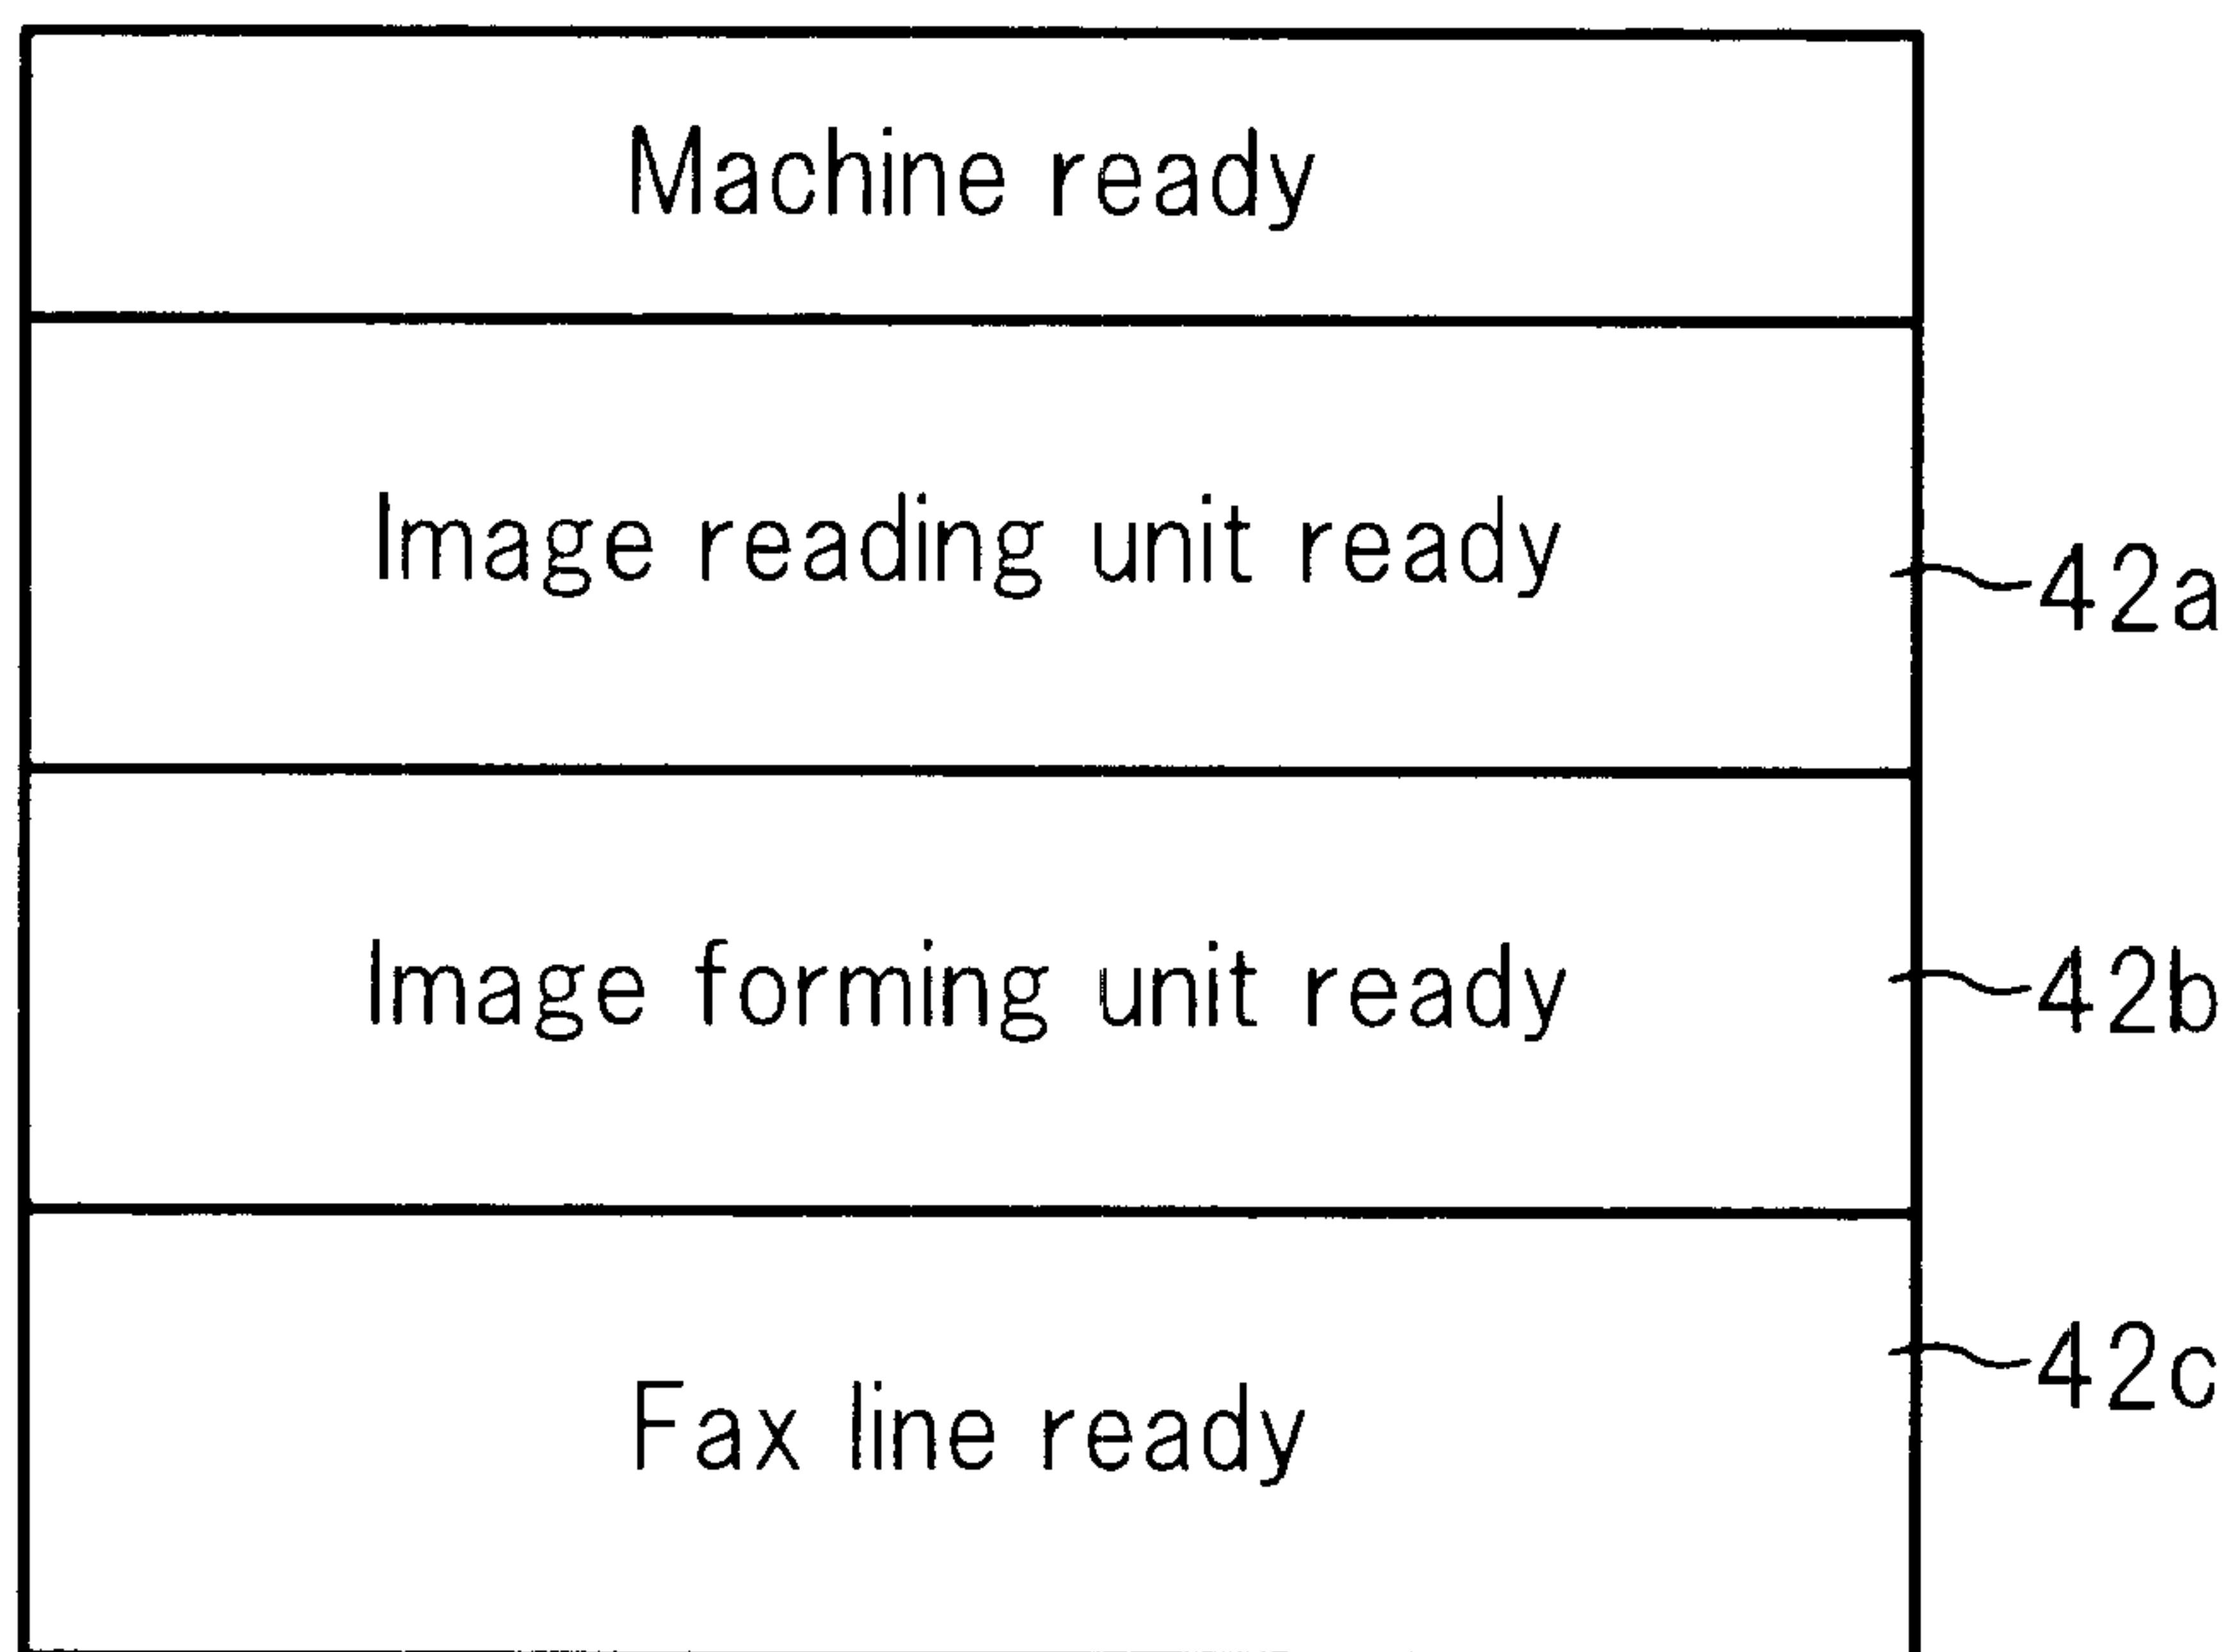 Machine ready
Image reading unit ready
42a
Image forming unit ready
42b
42c
Fax line ready